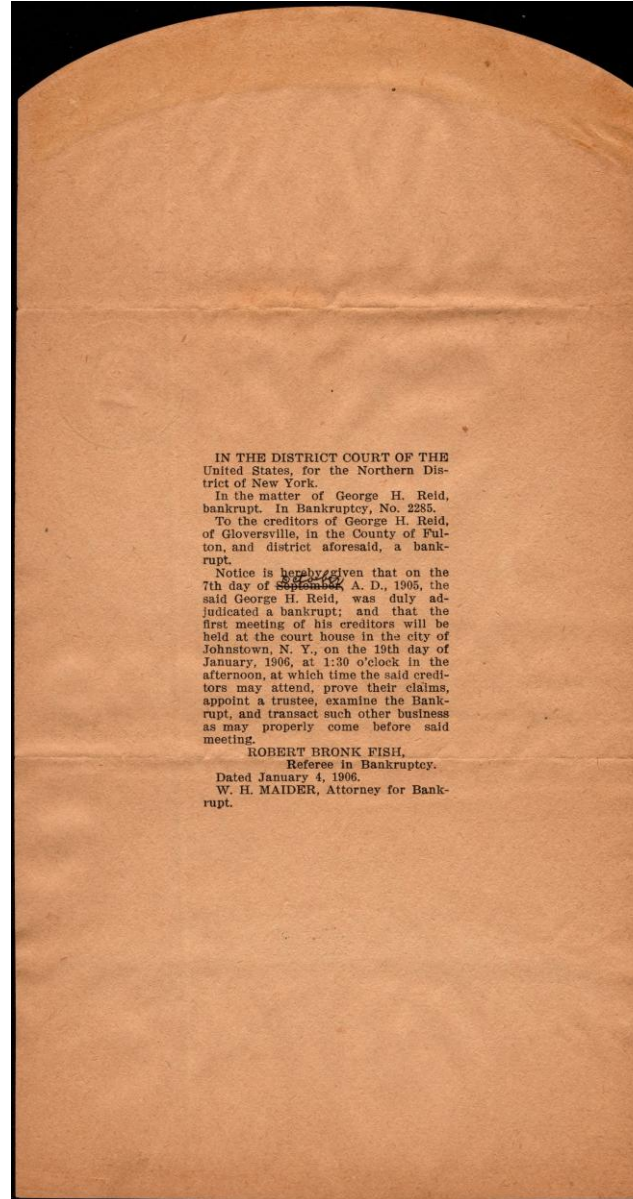 IN THE DISTRICT COURT OF THE
United States, for the Northern Dis-
trict of New York.
In the matter of George H. Reid,
bankrupt. In Bankruptcy, No. 2285.
To the creditors of George H. Reid,
of Gloversville, in the County of Ful-
ton, and district aforesaid, a bank-
rupt.
Notice is hereby given that on the
October
7th day of September, A. D., 1905, the
said George H. Reid, was duly ad-
judicated a bankrupt; and that the
first meeting of his creditors will be
held at the court house in the city of
Johnstown, N. Y., on the 19th day of
January, 1906, at 1:30 o'clock in the
afternoon, at which time the said credi-
tors may attend, prove their claims,
appoint a trustee, examine the Bank-
rupt, and transact such other business
as may properly come before said
meeting.
ROBERT BRONK FISH,
Referee in Bankruptcy.
Dated January 4, 1906.
W. H. MAIDER, Attorney for Bank-
rupt.